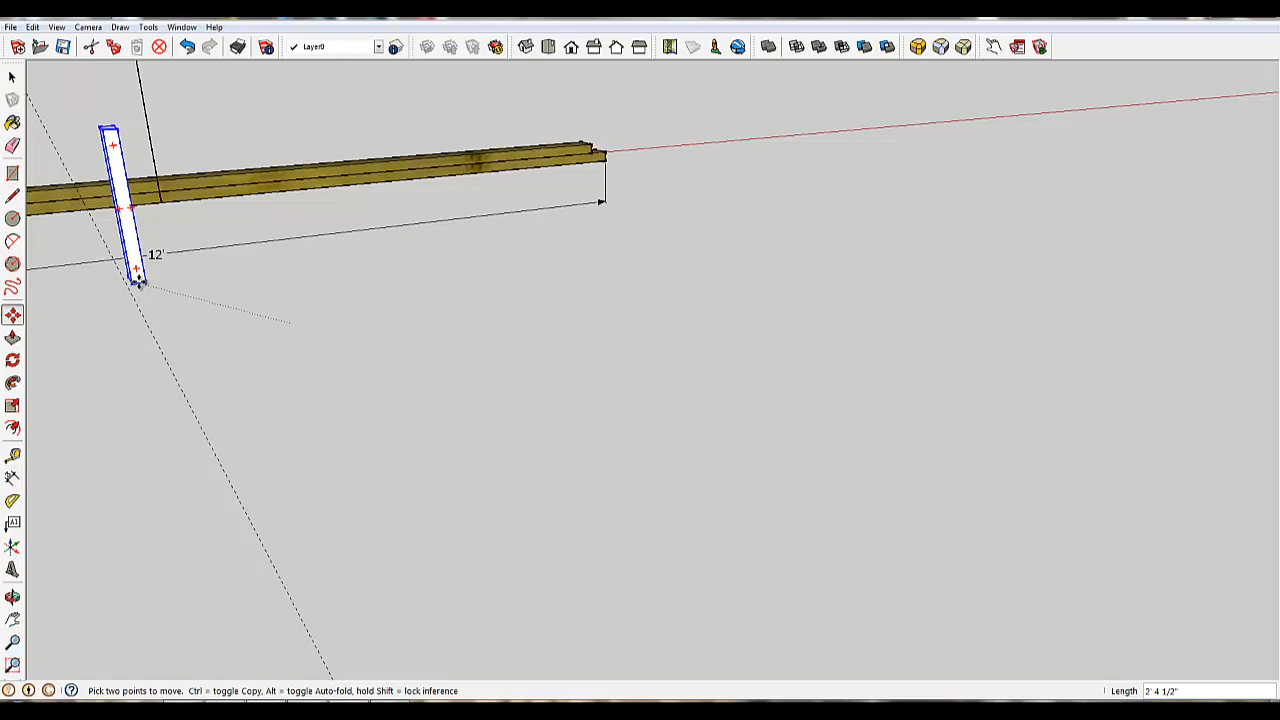 File Edit View Camera Draw Tools Window Help
Layer0
12'
Pick two points to move. Ctrl = toggle Copy, Alt = toggle Auto-fold, hold Shift = lock inference
Length 2' 4 1/2"